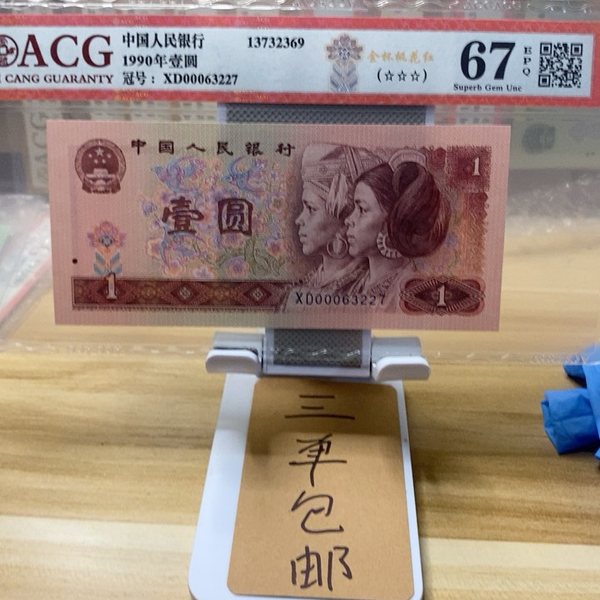 ACG
CANG GUARANTY
中国人民银行
1990年壹圆
冠号: XD00063227
13732369
金杯桃花红
(☆☆☆)
67
EPQ
Superb Gem Unc
中国人民银行
1
壹圆
1
XD00063227
1
三单包邮